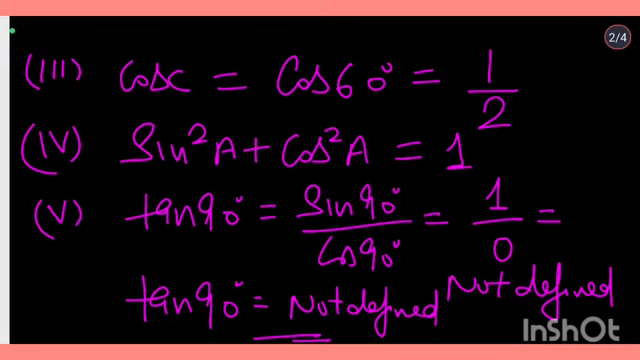 2/4
(III) Cosx = Cos60° = 1/2
(IV) Sin²A + Cos²A = 1
(V) tan90° = Sin90°/Cos90° = 1/0 =
Not defined
tan90° = Not defined
InShOt